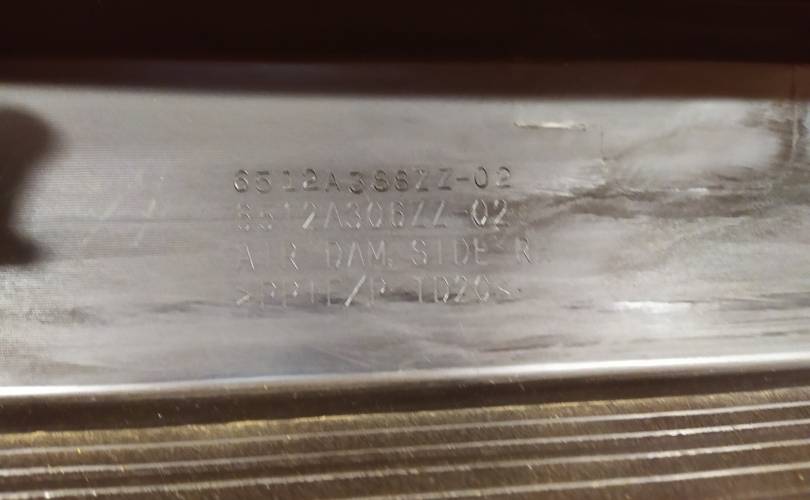 6512A388ZZ-02
6512A306ZZ-02
AIR DAM, SIDE R
>PP+E/P-TD20<